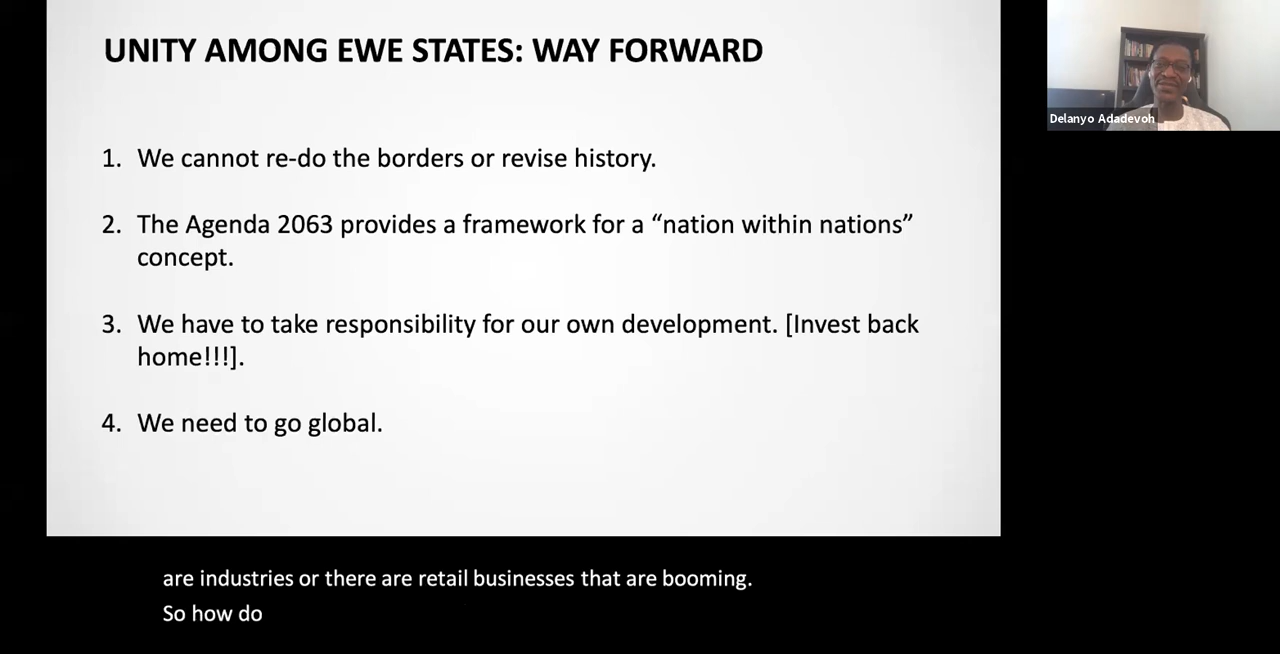 UNITY AMONG EWE STATES: WAY FORWARD
1. We cannot re-do the borders or revise history.
2. The Agenda 2063 provides a framework for a “nation within nations”
concept.
3. We have to take responsibility for our own development. [Invest back
home!!!].
4. We need to go global.
Delanyo Adadevoh
are industries or there are retail businesses that are booming.
So how do